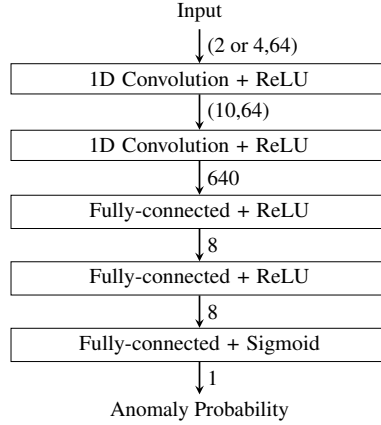 Input
(2 or 4,64)
1D Convolution + ReLU
(10,64)
1D Convolution + ReLU
640
Fully-connected + ReLU
8
Fully-connected + ReLU
8
Fully-connected + Sigmoid
1
Anomaly Probability